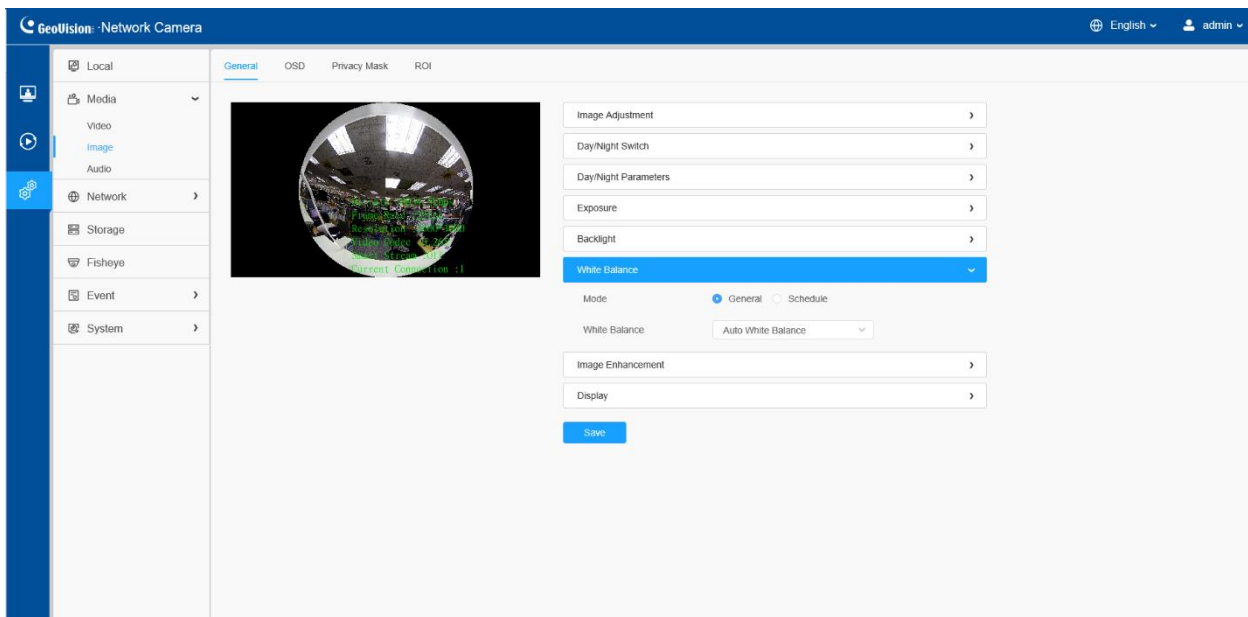 GeoVision: -Network Camera
English
admin
Local
Media
Video
Image
Audio
Network
Storage
Fisheye
Event
System
General OSD Privacy Mask ROI
Current Connection :1
Image Adjustment
Day/Night Switch
Day/Night Parameters
Exposure
Backlight
White Balance
Mode General Schedule
White Balance Auto White Balance
Image Enhancement
Display
Save